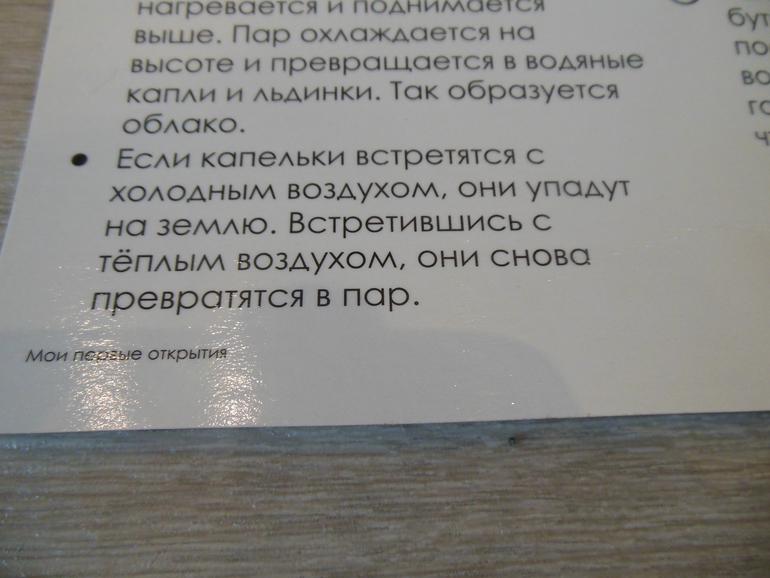 нагревается и поднимается
выше. Пар охлаждается на
высоте и превращается в водяные
капли и льдинки. Так образуется
облако.
• Если капельки встретятся с
холодным воздухом, они упадут
на землю. Встретившись с
тёплым воздухом, они снова
превратятся в пар.
Мои первые открытия